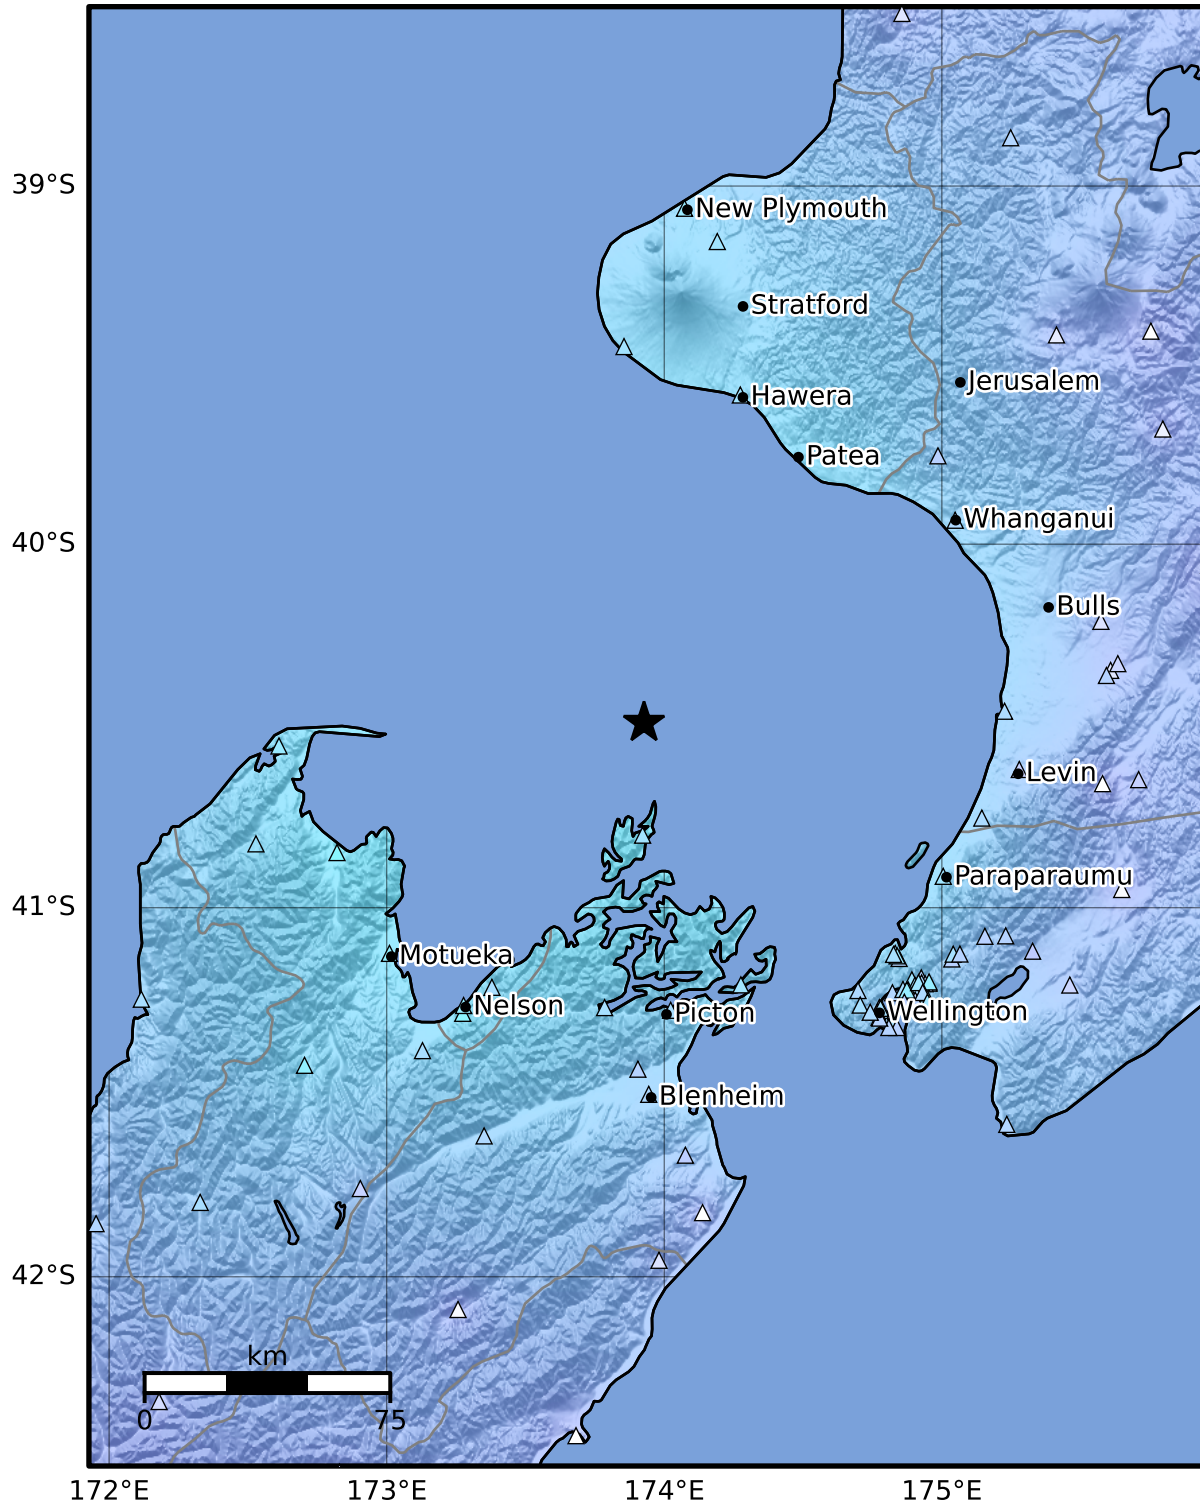 39°S
New Plymouth
Stratford
Jerusalem
Hawera
Patea
Whanganui
40°S
Bulls
Levin
Paraparaumu
41°S
Motueka
Nelson
Picton
Wellington
Blenheim
42°S
km
0 75
172°E 173°E 174°E 175°E